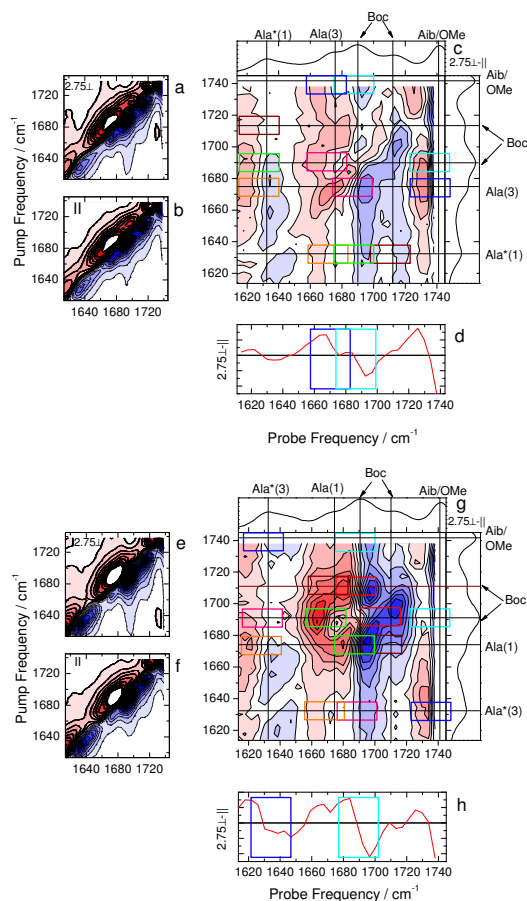 Boc
Ala*(1)
Ala(3)
Aib/OMe
2.75⊥
a
1720
1680
1640
II
b
1720
1680
1640
1640 1680 1720
Pump Frequency / cm-1
c
2.75⊥-||
1740
1720
1700
1680
1660
1640
1620
Aib/
OMe
Boc
Ala(3)
Ala*(1)
1620 1640 1660 1680 1700 1720 1740
2.75⊥-||
d
1620 1640 1660 1680 1700 1720 1740
Probe Frequency / cm-1
Boc
Ala*(3)
Ala(1)
Aib/OMe
2.75⊥
e
1720
1680
1640
II
f
1720
1680
1640
1640 1680 1720
Pump Frequency / cm-1
g
2.75⊥-||
1740
1720
1700
1680
1660
1640
1620
Aib/
OMe
Boc
Ala(1)
Ala*(3)
1620 1640 1660 1680 1700 1720 1740
2.75⊥-||
h
1620 1640 1660 1680 1700 1720 1740
Probe Frequency / cm-1